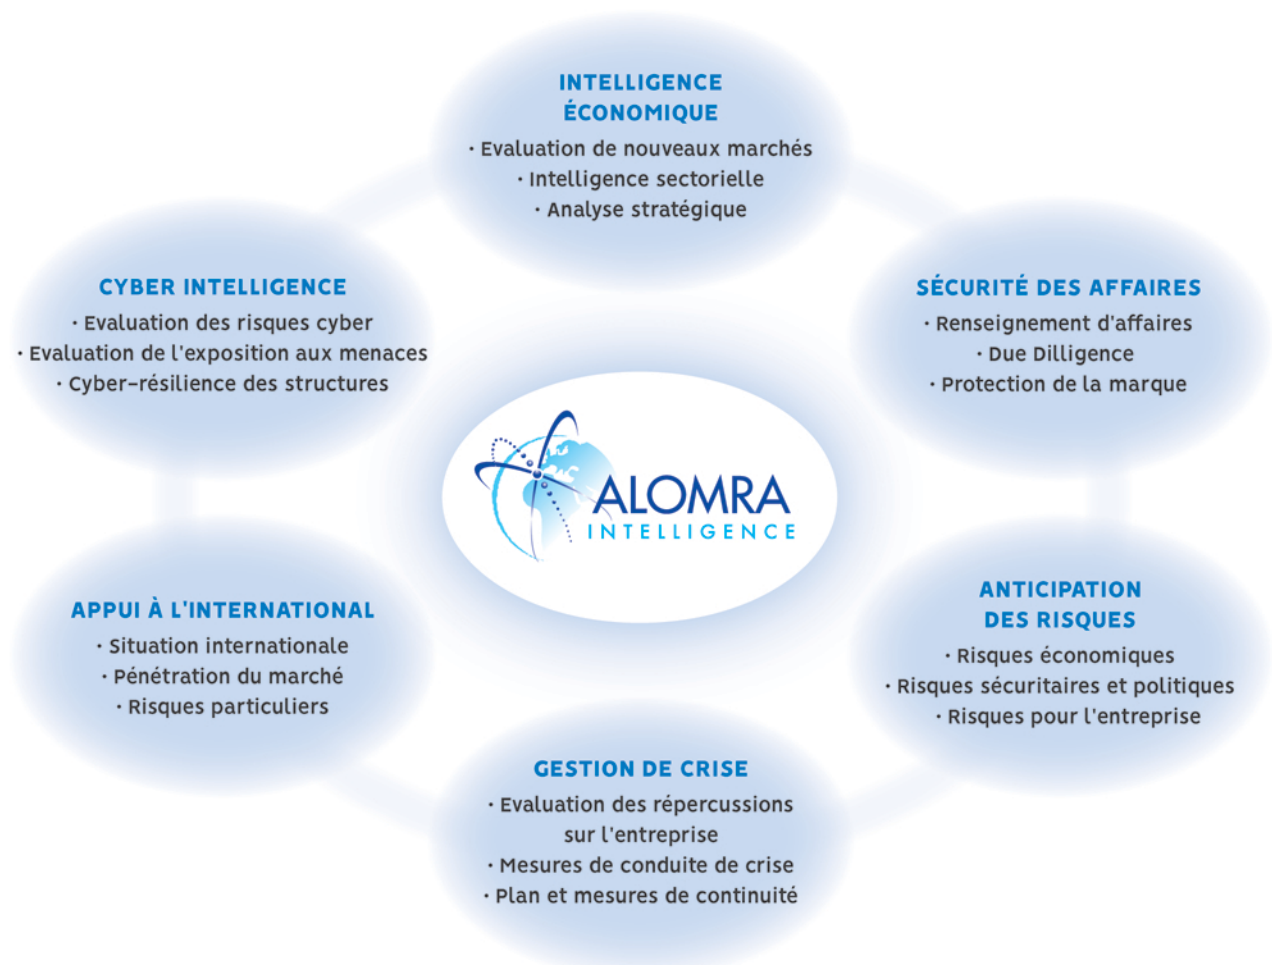 INTELLIGENCE
ÉCONOMIQUE
· Evaluation de nouveaux marchés
· Intelligence sectorielle
· Analyse stratégique
SÉCURITÉ DES AFFAIRES
· Renseignement d'affaires
· Due Dilligence
· Protection de la marque
ANTICIPATION
DES RISQUES
· Risques économiques
· Risques sécuritaires et politiques
· Risques pour l'entreprise
GESTION DE CRISE
· Evaluation des répercussions
sur l'entreprise
· Mesures de conduite de crise
· Plan et mesures de continuité
APPUI À L'INTERNATIONAL
· Situation internationale
· Pénétration du marché
· Risques particuliers
CYBER INTELLIGENCE
· Evaluation des risques cyber
· Evaluation de l'exposition aux menaces
· Cyber-résilience des structures
ALOMRA
INTELLIGENCE